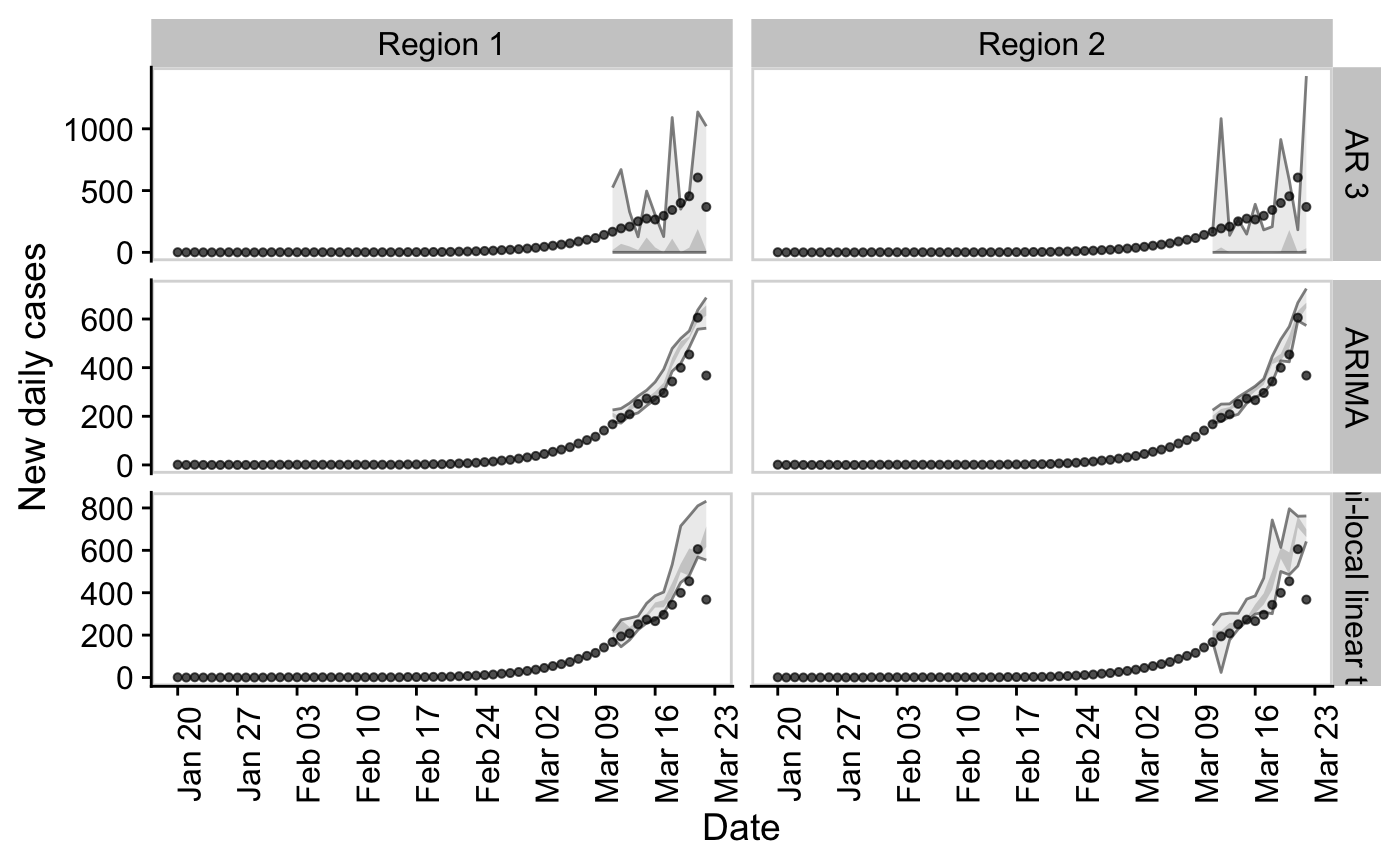 Region 1
Region 2
New daily cases
1000
500
0
AR 3
600
400
200
0
ARIMA
800
600
400
200
0
i-local linear t
Jan 20
Jan 27
Feb 03
Feb 10
Feb 17
Feb 24
Mar 02
Mar 09
Mar 16
Mar 23
Jan 20
Jan 27
Feb 03
Feb 10
Feb 17
Feb 24
Mar 02
Mar 09
Mar 16
Mar 23
Date